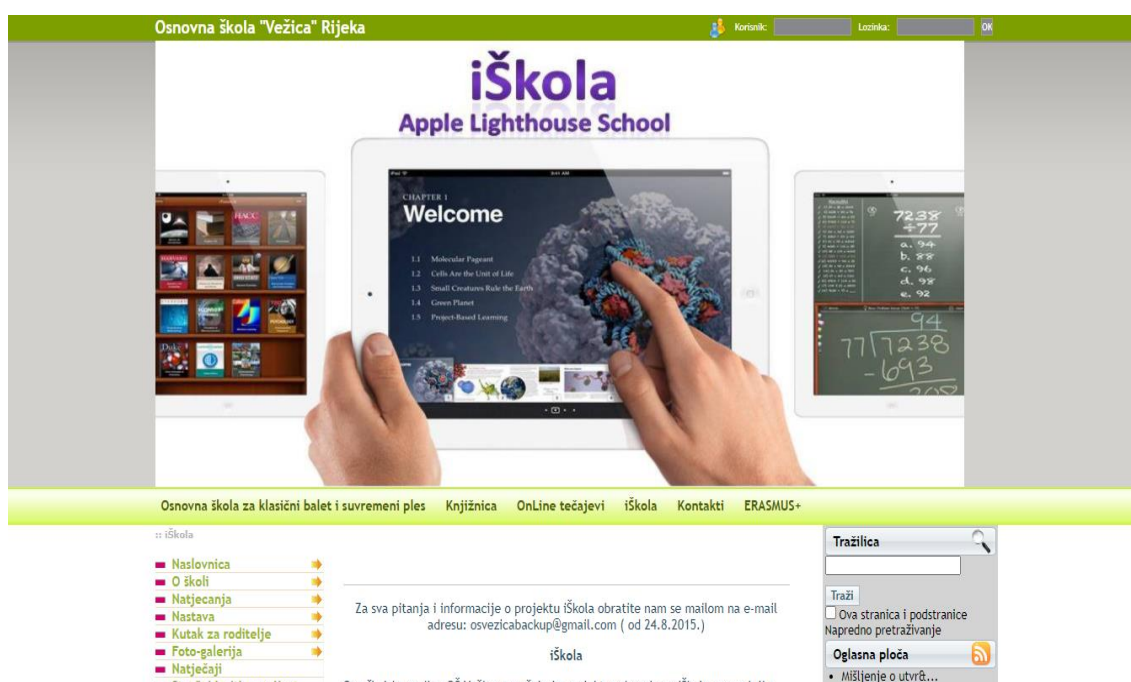 Osnovna škola "Vežica" Rijeka
Korisnik:
Lozinka:
OK
iŠkola
Apple Lighthouse School
CHAPTER 1
Welcome
1.1 Molecular Pageant
1.2 Cells Are the Unit of Life
1.3 Small Creatures Rule the Earth
1.4 Green Planet
1.5 Project-Based Learning
9:41 AM
7238
÷77
a. 94
b. 88
c. 96
d. 98
e. 92
94
77 7238
-693
208
Osnovna škola za klasični balet i suvremeni ples Knjižnica OnLine tečajevi iŠkola Kontakti ERASMUS+
:: iŠkola
Naslovnica
O školi
Natjecanja
Nastava
Kutak za roditelje
Foto-galerija
Natječaji
Za sva pitanja i informacije o projektu iŠkola obratite nam se mailom na e-mail
adresu: osvezicabackup@gmail.com ( od 24.8.2015.)
iŠkola
Tražilica
Traži
Ova stranica i podstranice
Napredno pretraživanje
Oglasna ploča
• Mišljenje o utvr&...